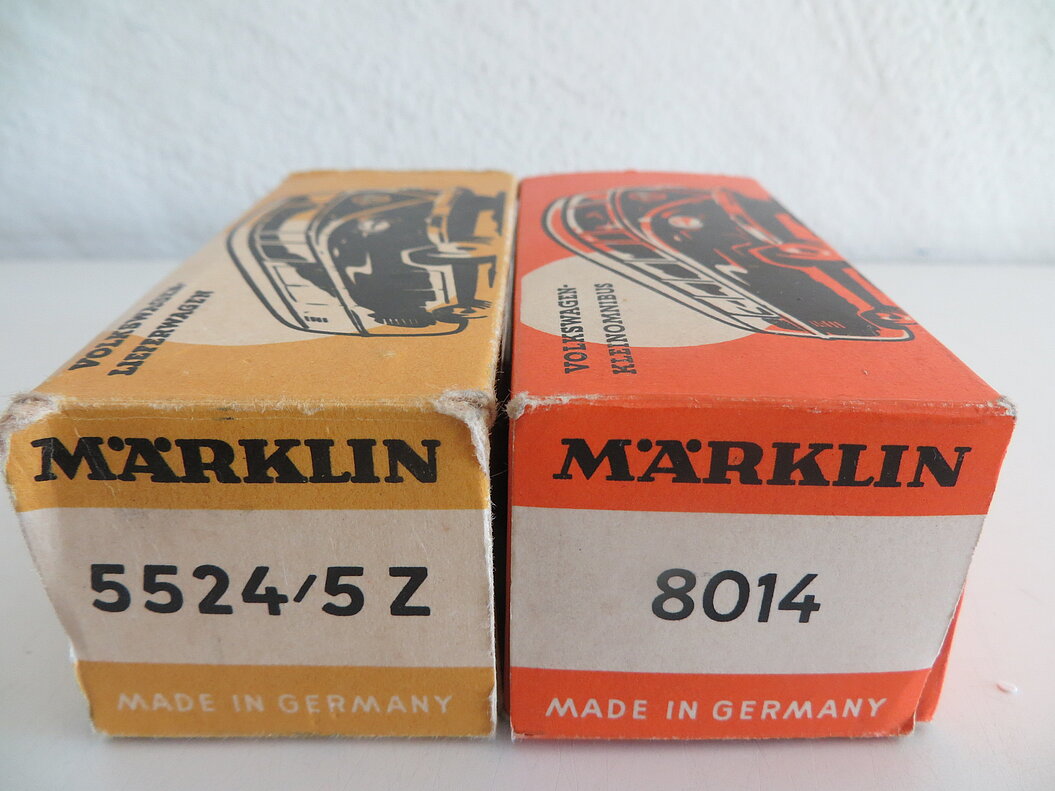 VOLKSWAGEN-
LIEFERWAGEN
MÄRKLIN
5524/5 Z
MADE IN GERMANY
VOLKSWAGEN-
KLEINOMNIBUS
MÄRKLIN
8014
MADE IN GERMANY